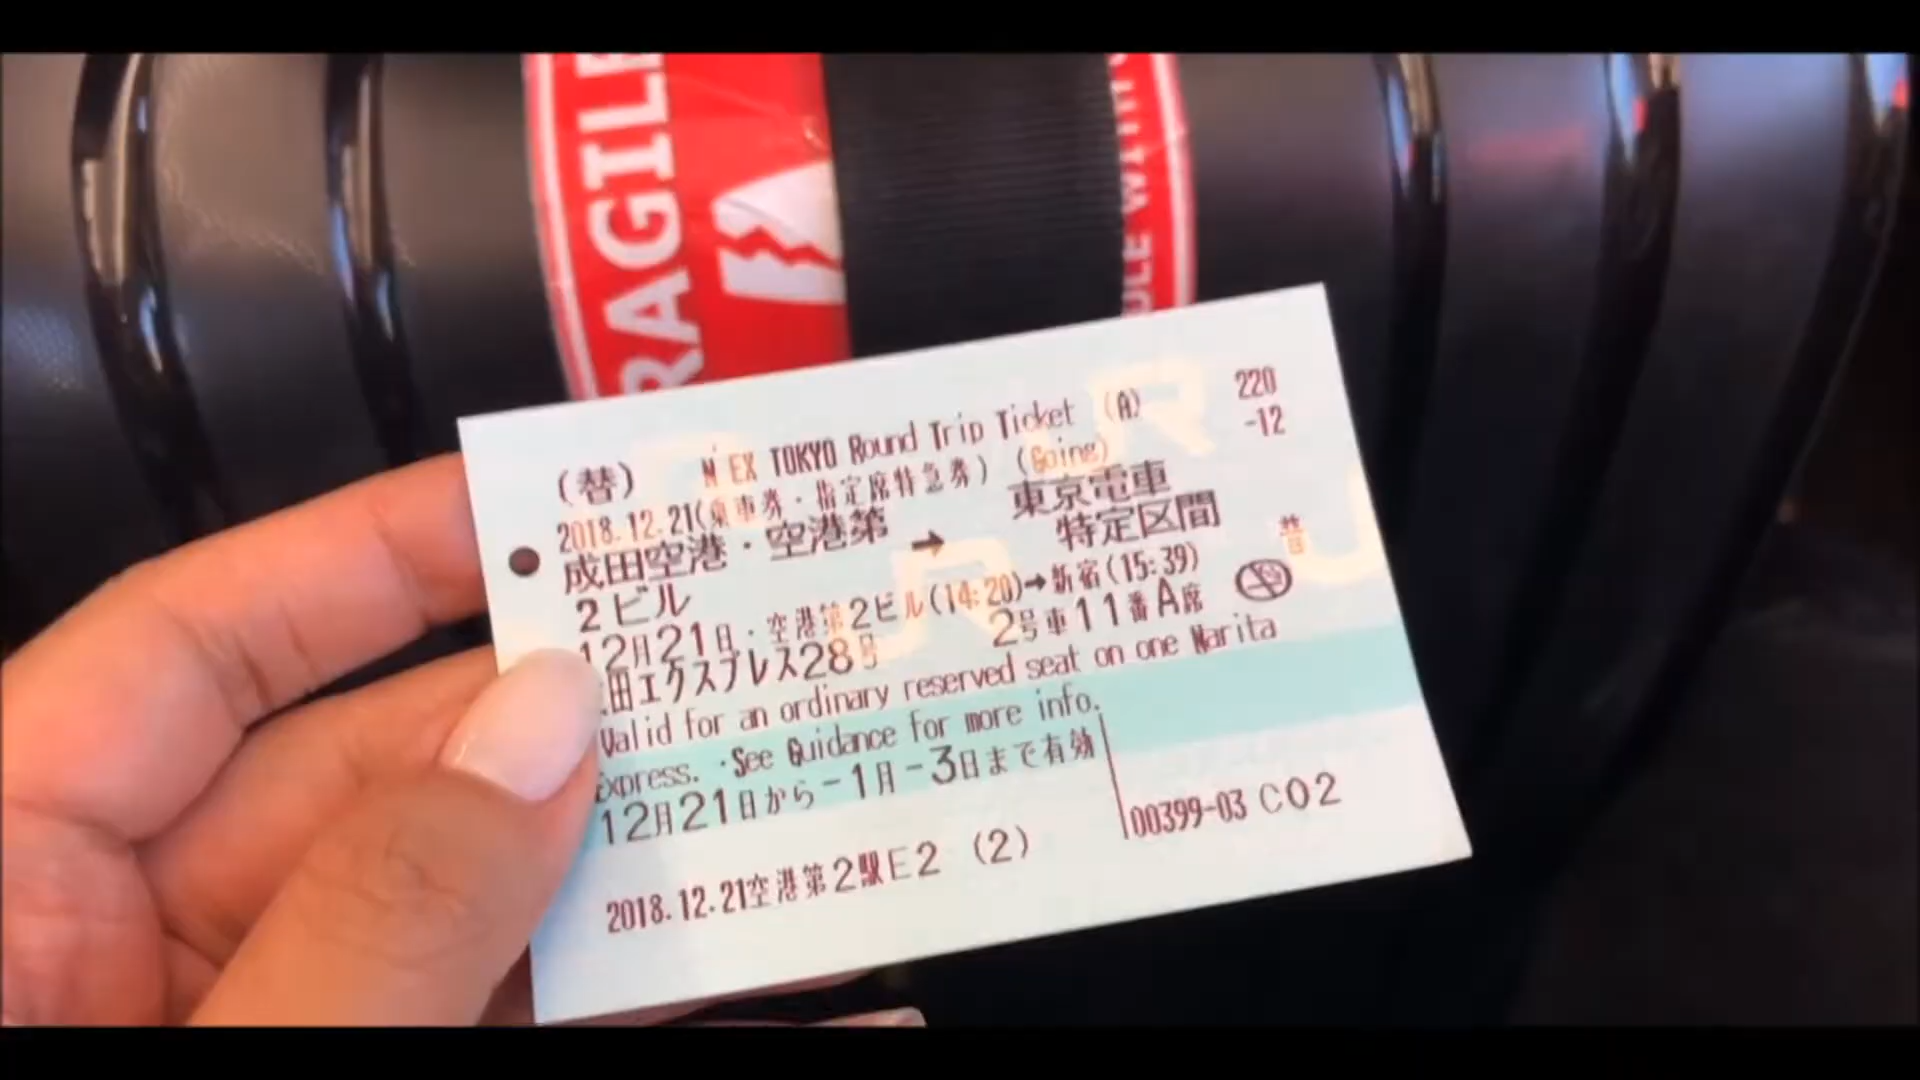 FRAGILE
N'EX TOKYO Round Trip Ticket (A)
220
-12
(替)
(Going)
2018.12.21(乗車券・指定席特急券)
成田空港・空港第
2ビル
→
東京電車
特定区間
12月21日・空港第2ビル(14:20)→新宿(15:39)
田エクスプレス28号
2号車11番A席
Valid for an ordinary reserved seat on one Narita
Express. ・See Guidance for more info.
12月21日から-1月-3日まで有効
00399-03 C02
2018.12.21空港第2駅E2 (2)